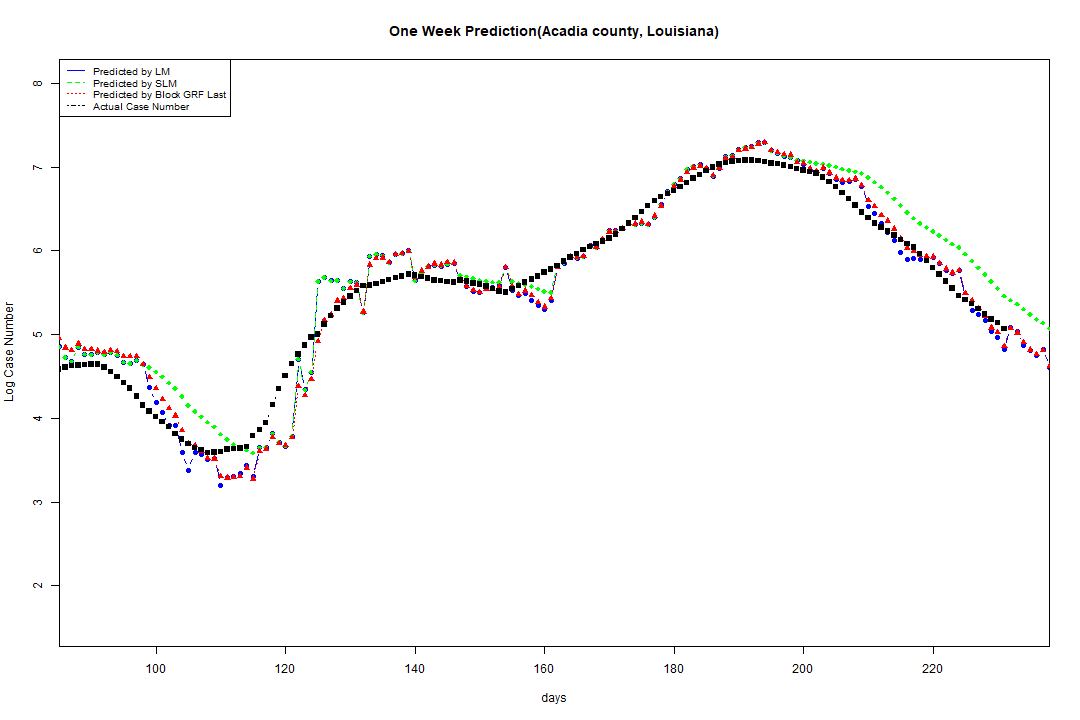 One Week Prediction(Acadia county, Louisiana)
Predicted by LM
Predicted by SLM
Predicted by Block GRF Last
Actual Case Number
8
7
6
5
4
3
2
Log Case Number
100 120 140 160 180 200 220
days